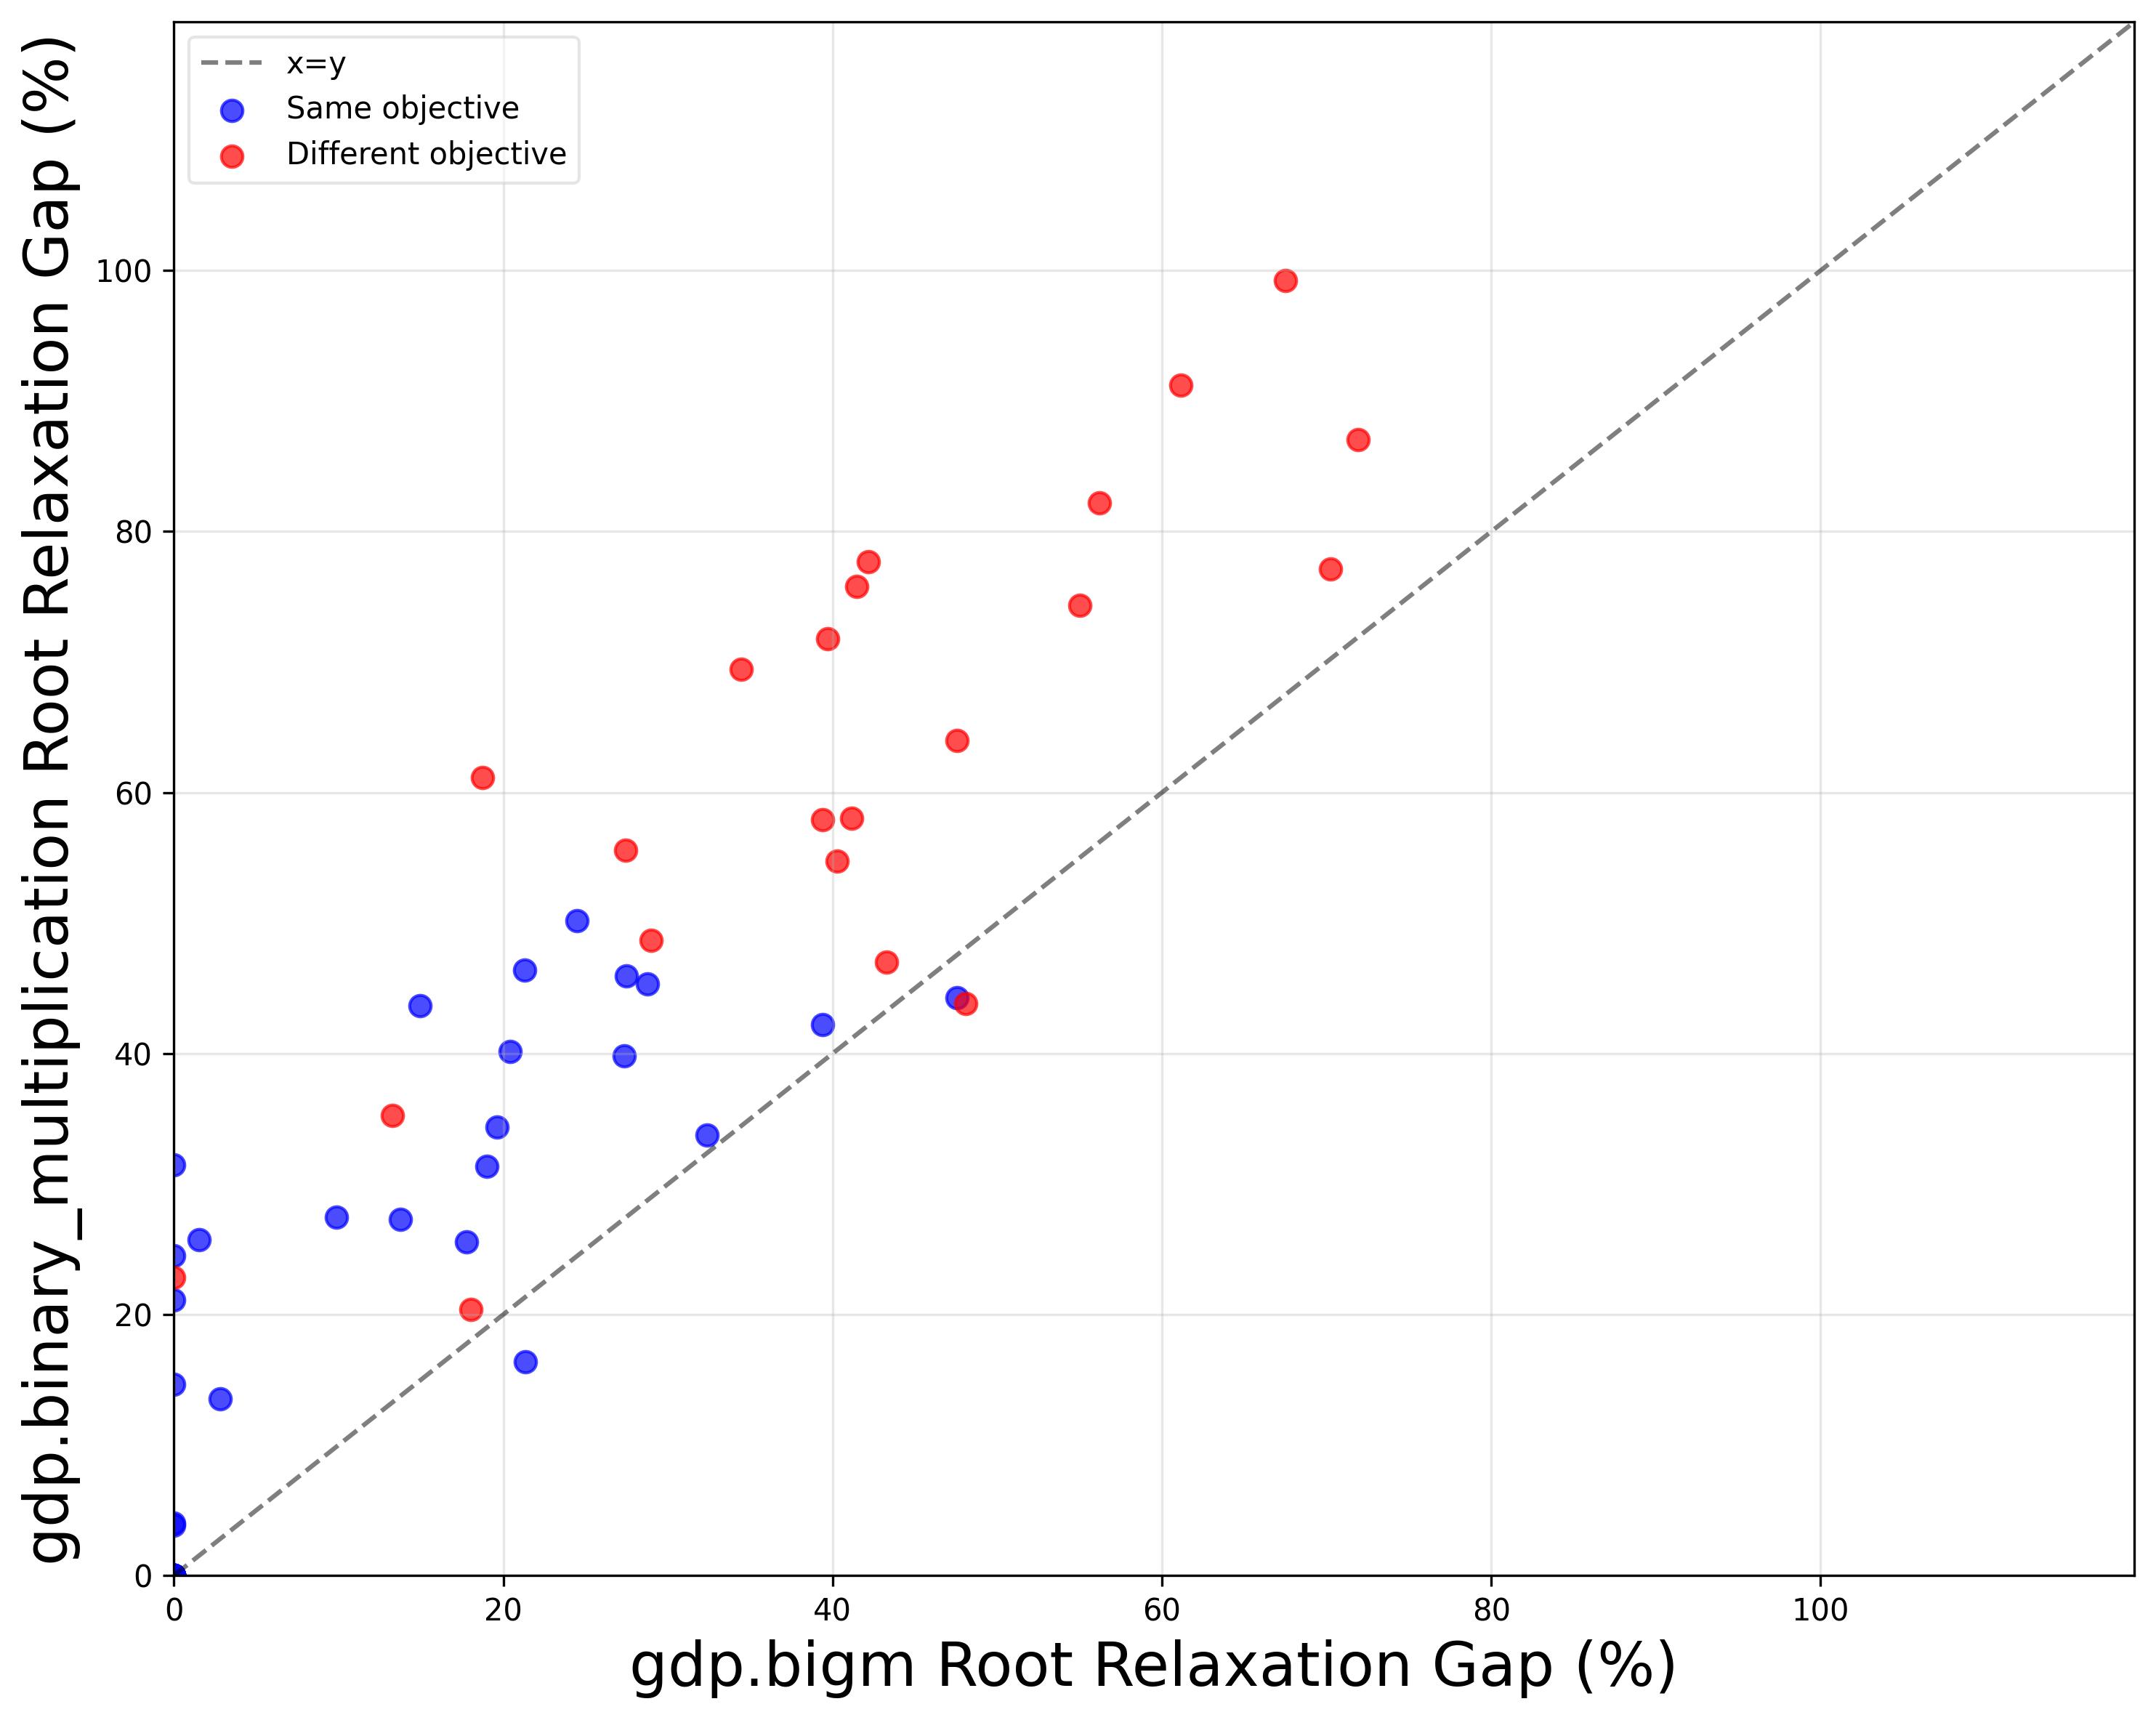 x=y
Same objective
Different objective
gdp.binary_multiplication Root Relaxation Gap (%)
100
80
60
40
20
0
0 20 40 60 80 100
gdp.bigm Root Relaxation Gap (%)